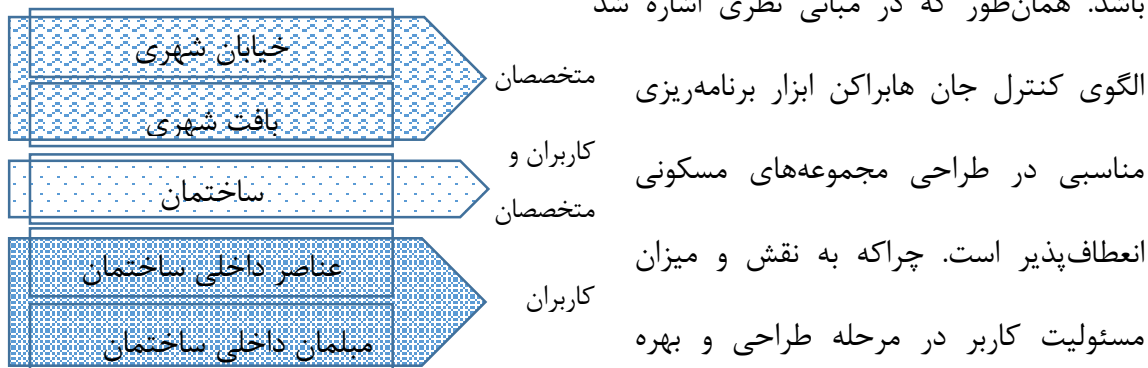 باشد. همان‌طور که در مبانی نظری اشاره شد
الگوی کنترل جان هابراکن ابزار برنامه‌ریزی
مناسبی در طراحی مجموعه‌های مسکونی
انعطاف‌پذیر است. چراکه به نقش و میزان
مسئولیت کاربر در مرحله طراحی و بهره
خیابان شهری
بافت شهری
متخصصان
ساختمان
کاربران و
متخصصان
عناصر داخلی ساختمان
مبلمان داخلی ساختمان
کاربران